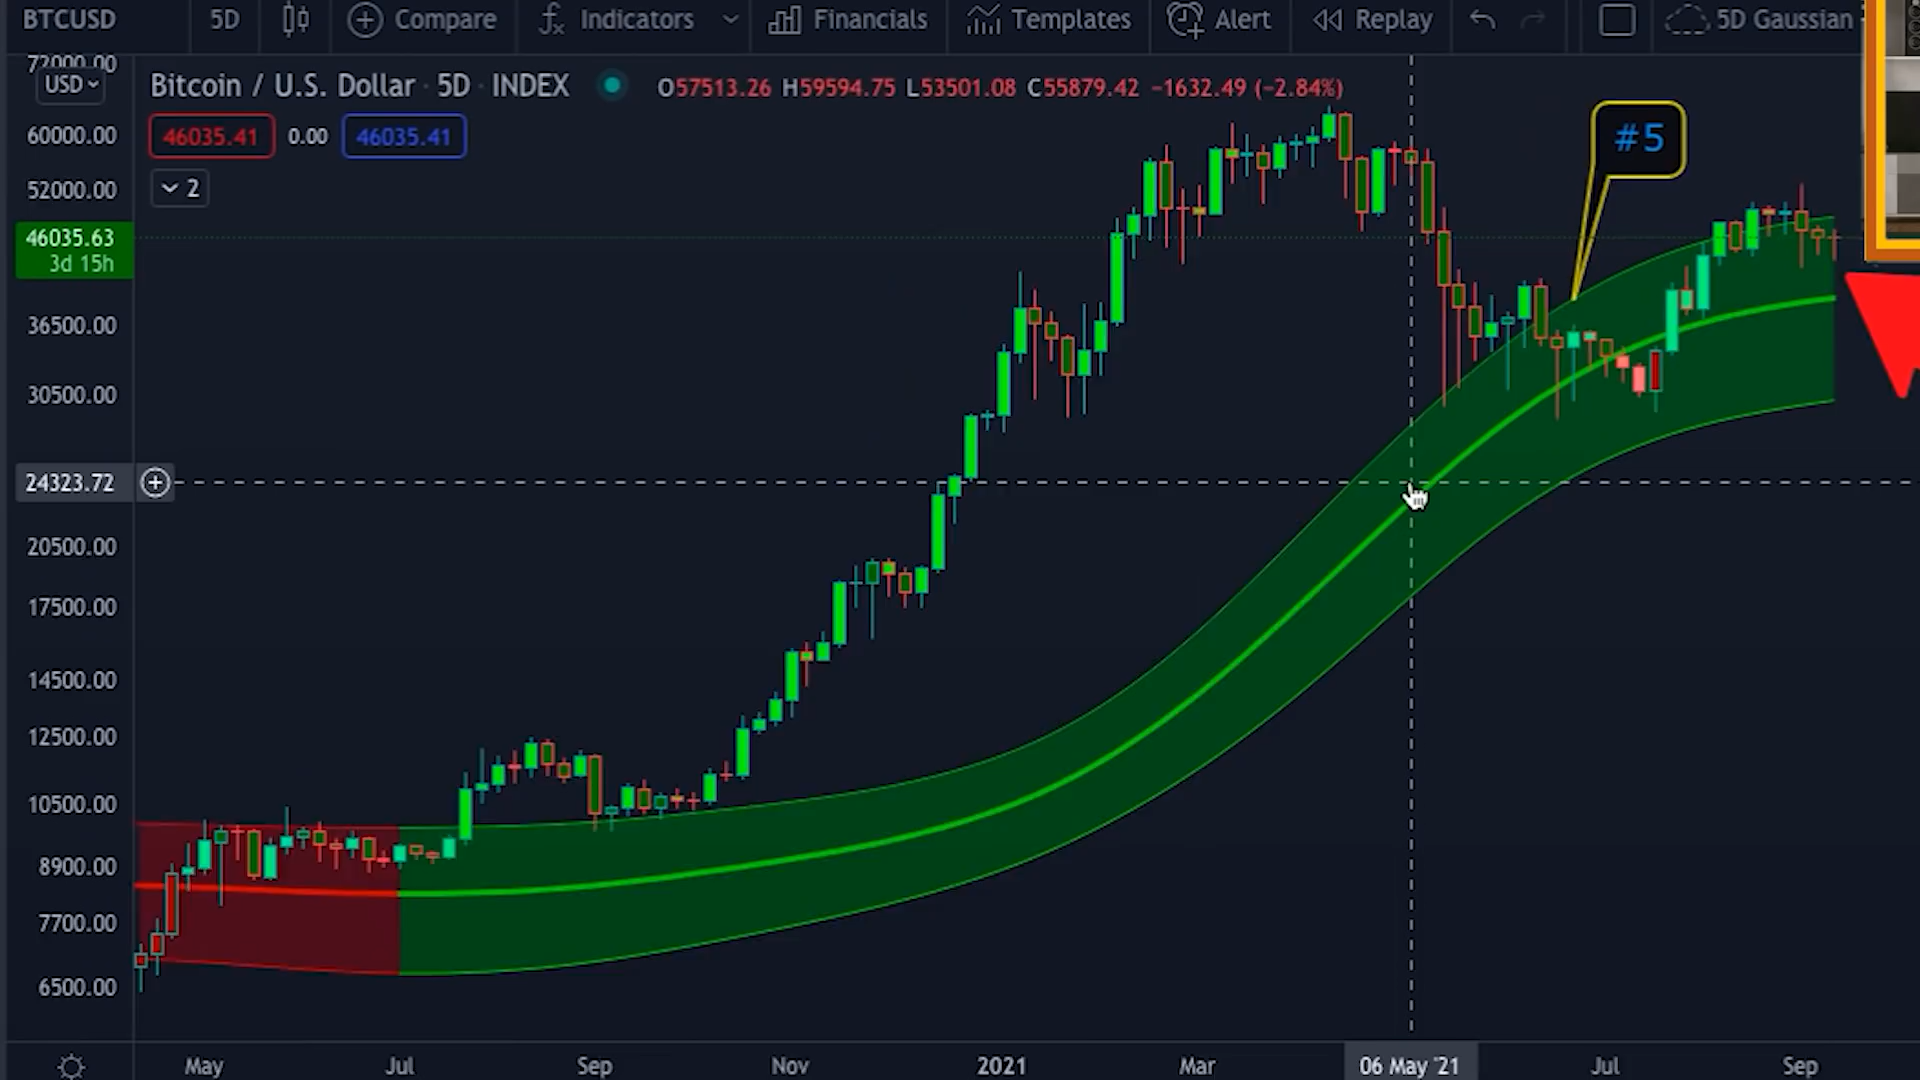 BTCUSD 5D Compare Indicators Financials Templates Alert Replay 5D Gaussian
72000.00
USD
Bitcoin / U.S. Dollar · 5D · INDEX O57513.26 H59594.75 L53501.08 C55879.42 −1632.49 (−2.84%)
46035.41 0.00 46035.41
2
#5
60000.00
52000.00
46035.63
3d 15h
36500.00
30500.00
24323.72
20500.00
17500.00
14500.00
12500.00
10500.00
8900.00
7700.00
6500.00
May Jul Sep Nov 2021 Mar 06 May '21 Jul Sep